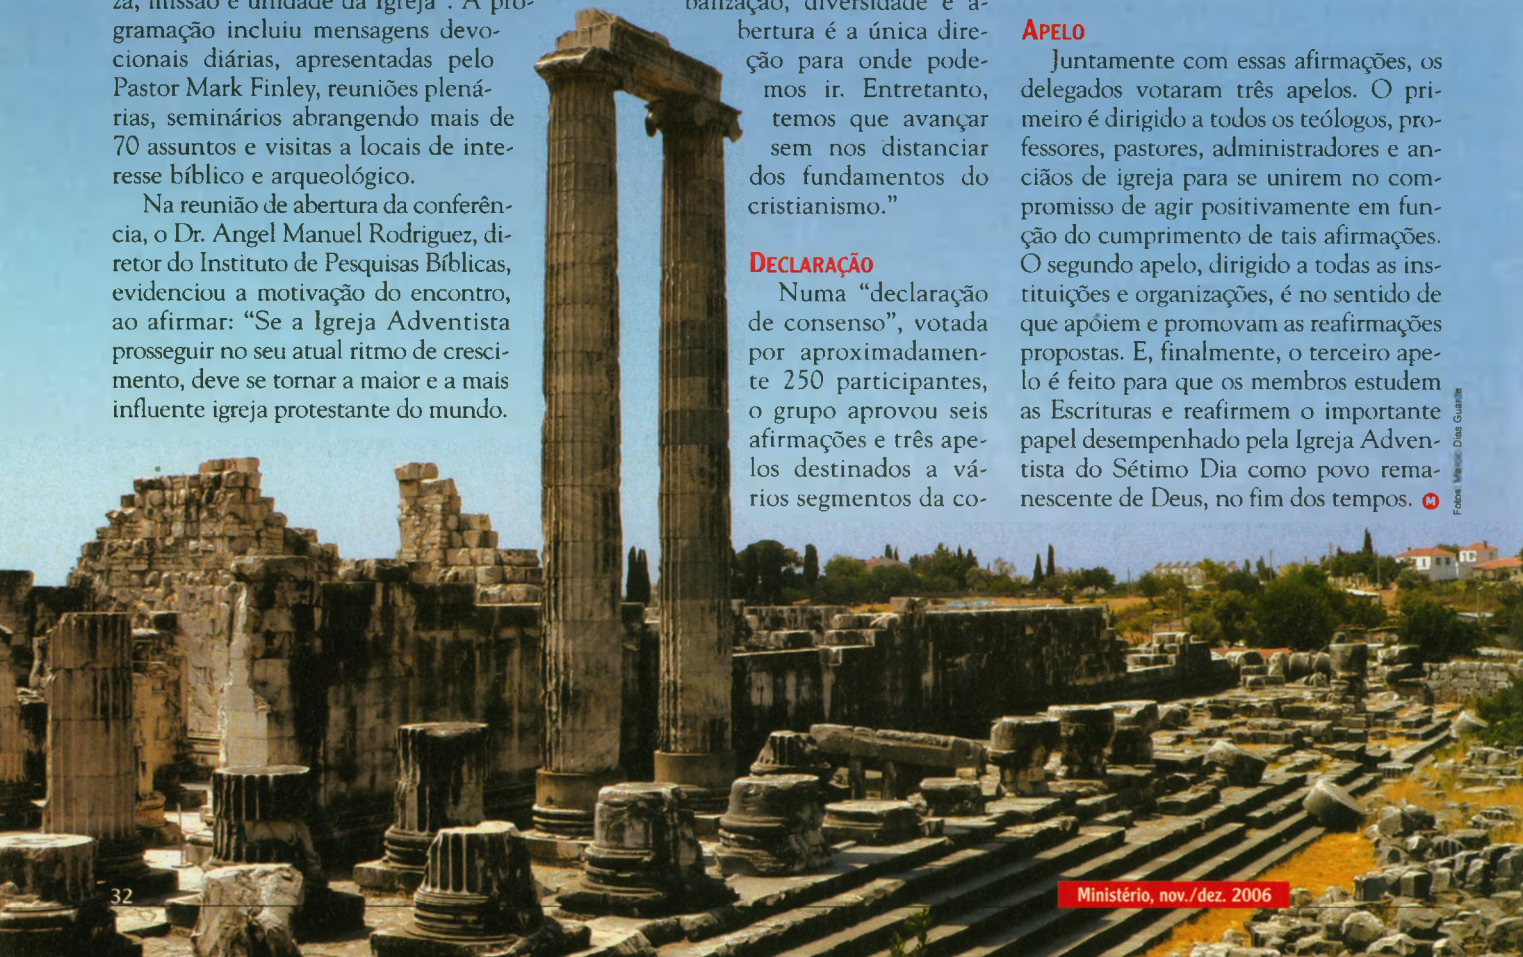 za, missão e unidade da Igreja". A pro-
gramação incluiu mensagens devo-
cionais diárias, apresentadas pelo
Pastor Mark Finley, reuniões plená-
rias, seminários abrangendo mais de
70 assuntos e visitas a locais de inte-
resse bíblico e arqueológico.
Na reunião de abertura da conferên-
cia, o Dr. Angel Manuel Rodriguez, di-
retor do Instituto de Pesquisas Bíblicas,
evidenciou a motivação do encontro,
ao afirmar: “Se a Igreja Adventista
prosseguir no seu atual ritmo de cresci-
mento, deve se tornar a maior e a mais
influente igreja protestante do mundo.
balização, diversidade e a-
bertura é a única dire-
ção para onde pode-
mos ir. Entretanto,
temos que avançar
sem nos distanciar
dos fundamentos do
cristianismo.”
DECLARAÇÃO
Numa “declaração
de consenso”, votada
por aproximadamen-
te 250 participantes,
o grupo aprovou seis
afirmações e três ape-
los destinados a vá-
rios segmentos da co-
APELO
Juntamente com essas afirmações, os
delegados votaram três apelos. O pri-
meiro é dirigido a todos os teólogos, pro-
fessores, pastores, administradores e an-
ciãos de igreja para se unirem no com-
promisso de agir positivamente em fun-
ção do cumprimento de tais afirmações.
O segundo apelo, dirigido a todas as ins-
tituições e organizações, é no sentido de
que apóiem e promovam as reafirmações
propostas. E, finalmente, o terceiro ape-
lo é feito para que os membros estudem
as Escrituras e reafirmem o importante
papel desempenhado pela Igreja Adven-
tista do Sétimo Dia como povo rema-
nescente de Deus, no fim dos tempos. M
Fotos: Dias
32
Ministério, nov./dez. 2006